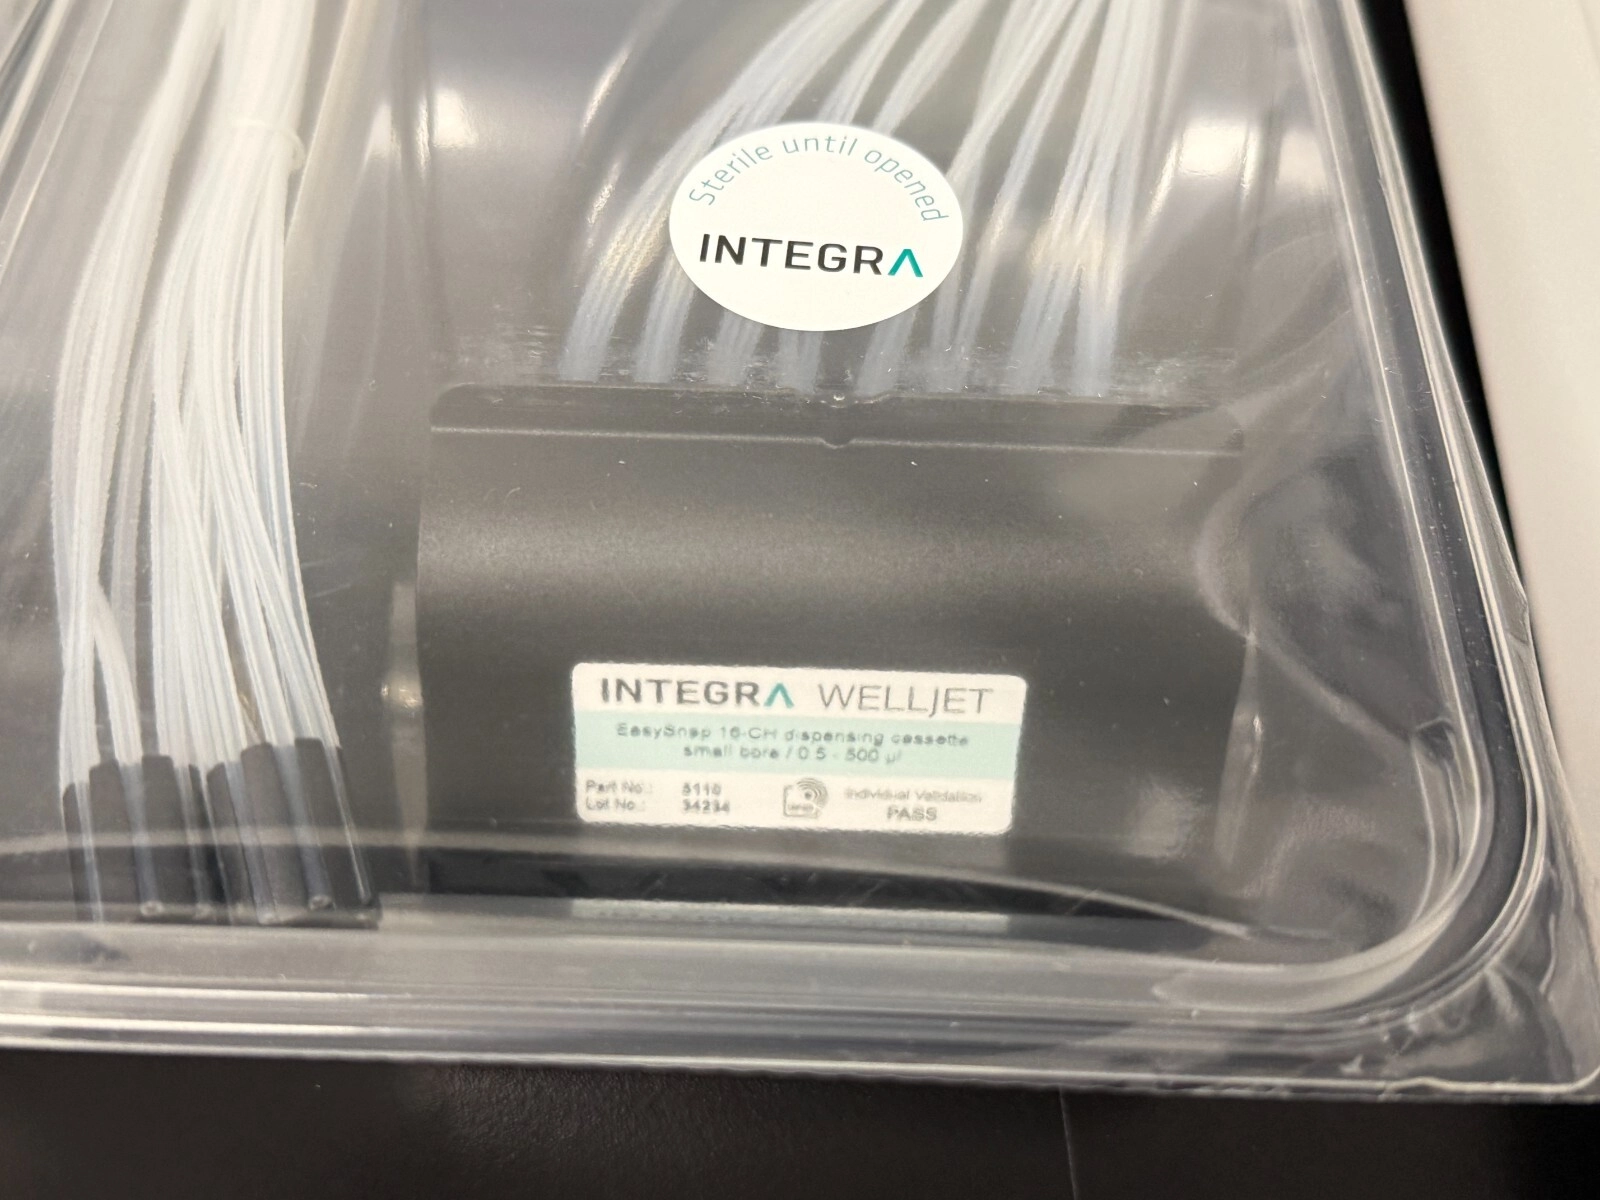 Sterile until opened
INTEGRA
INTEGRA WELLJET
EasySnap 16-CH dispensing cassette
small bore / 0.5 - 500 µl
Part No.: 5110
Lot No.:
Individual Validation
PASS